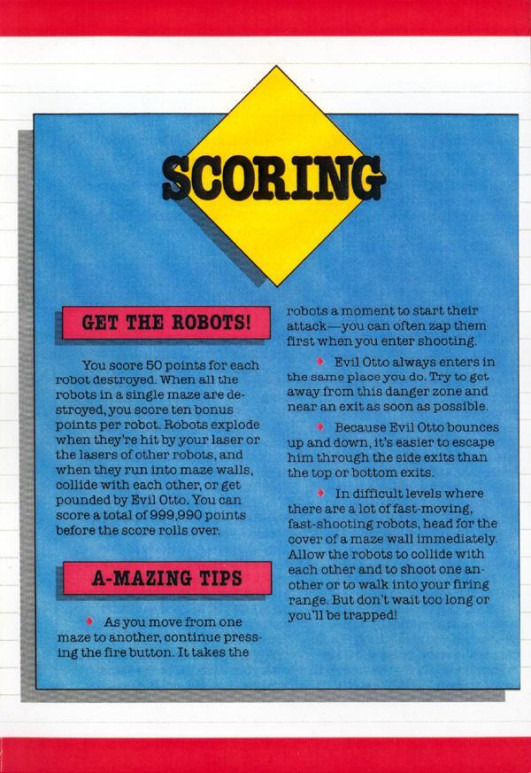 SCORING
GET THE ROBOTS!
You score 50 points for each
robot destroyed. When all the
robots in a single maze are de-
stroyed, you score ten bonus
points per robot. Robots explode
when they're hit by your laser or
the lasers of other robots, and
when they run into maze walls,
collide with each other, or get
pounded by Evil Otto. You can
score a total of 999,990 points
before the score rolls over.
A-MAZING TIPS
♦ As you move from one
maze to another, continue press-
ing the fire button. It takes the
robots a moment to start their
attack—you can often zap them
first when you enter shooting.
♦ Evil Otto always enters in
the same place you do. Try to get
away from this danger zone and
near an exit as soon as possible.
♦ Because Evil Otto bounces
up and down, it's easier to escape
him through the side exits than
the top or bottom exits.
♦ In difficult levels where
there are a lot of fast-moving,
fast-shooting robots, head for the
cover of a maze wall immediately.
Allow the robots to collide with
each other and to shoot one an-
other or to walk into your firing
range. But don't wait too long or
you'll be trapped!